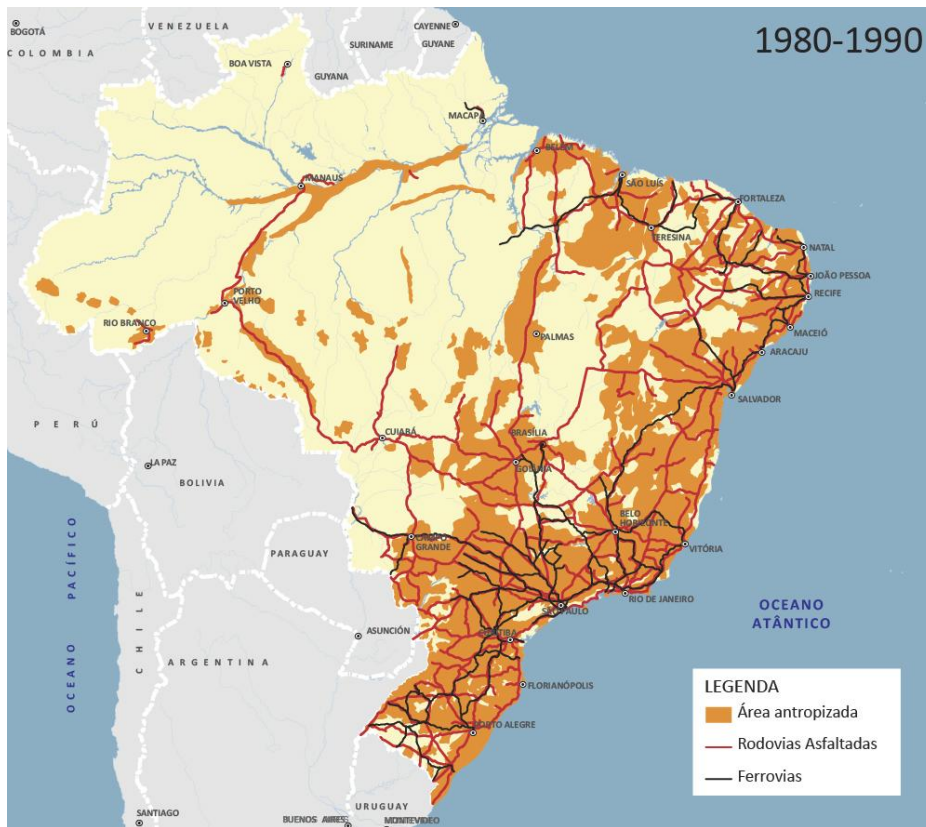 1980-1990
BOGOTÁ
VENEZUELA
CAYENNE
COLOMBIA
SURINAME
GUYANE
BOA VISTA
GUYANA
MACAPÁ
BELÉM
MANAUS
SÃO LUÍS
FORTALEZA
TERESINA
NATAL
JOÃO PESSOA
PORTO
VELHO
RECIFE
RIO BRANCO
PALMAS
MACEIÓ
ARACAJU
SALVADOR
PERÚ
CUIABÁ
BRASÍLIA
LA PAZ
GOIÂNIA
BOLIVIA
BELO
HORIZONTE
CAMPO
GRANDE
VITÓRIA
PARAGUAY
OCEANO PACÍFICO
CHILE
RIO DE JANEIRO
SÃO PAULO
OCEANO
ATÂNTICO
ASUNCIÓN
CURITIBA
ARGENTINA
FLORIANÓPOLIS
LEGENDA
Área antropizada
PORTO ALEGRE
Rodovias Asfaltadas
Ferrovias
URUGUAY
SANTIAGO
BUENOS AIRES
MONTEVIDEO